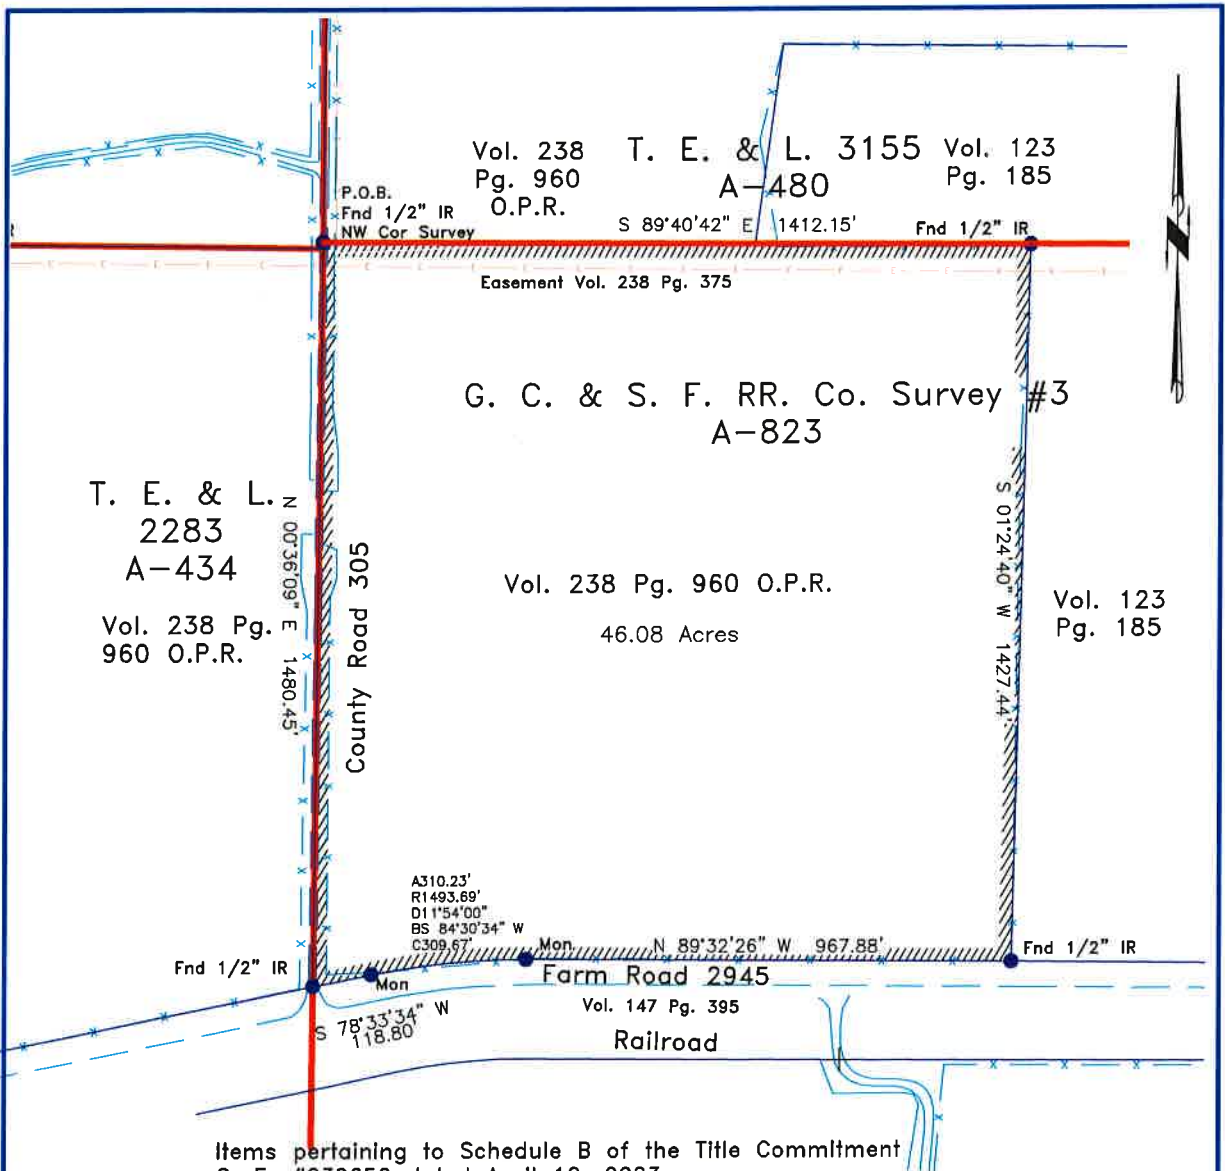 Vol. 238
Pg. 960
O.P.R.
T. E. & L. 3155
A-480
Vol. 123
Pg. 185
P.O.B.
Fnd 1/2" IR
NW Cor Survey
S 89°40'42" E 1412.15'
Fnd 1/2" IR
Easement Vol. 238 Pg. 375
G. C. & S. F. RR. Co. Survey #3
A-823
T. E. & L.
2283
A-434
Vol. 238 Pg.
960 O.P.R.
N 00°36'09" E 1480.45'
County Road 305
Vol. 238 Pg. 960 O.P.R.
46.08 Acres
S 01°24'40" W 1427.44'
Vol. 123
Pg. 185
A310.23'
R1493.69'
D11°54'00"
BS 84°30'34" W
C309.67'
Mon
N 89°32'26" W 967.88'
Fnd 1/2" IR
Fnd 1/2" IR
Mon
Farm Road 2945
Vol. 147 Pg. 395
S 78°33'34" W
118.80'
Railroad
Items pertaining to Schedule B of the Title Commitment